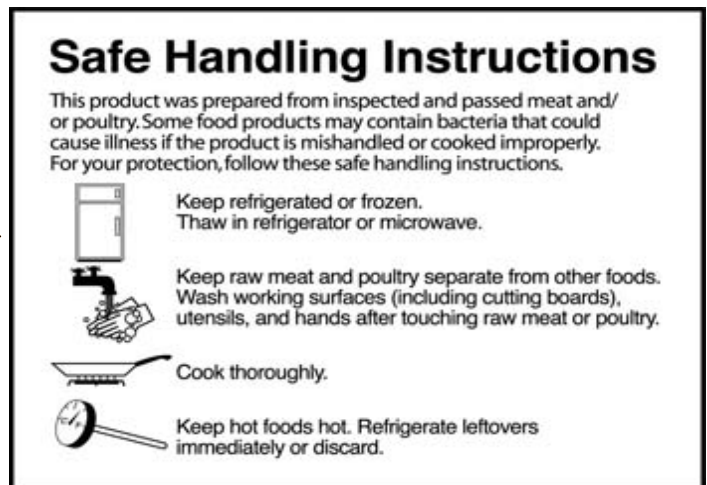 Safe Handling Instructions
This product was prepared from inspected and passed meat and/
or poultry. Some food products may contain bacteria that could
cause illness if the product is mishandled or cooked improperly.
For your protection, follow these safe handling instructions.
Keep refrigerated or frozen.
Thaw in refrigerator or microwave.
Keep raw meat and poultry separate from other foods.
Wash working surfaces (including cutting boards),
utensils, and hands after touching raw meat or poultry.
Cook thoroughly.
Keep hot foods hot. Refrigerate leftovers
immediately or discard.